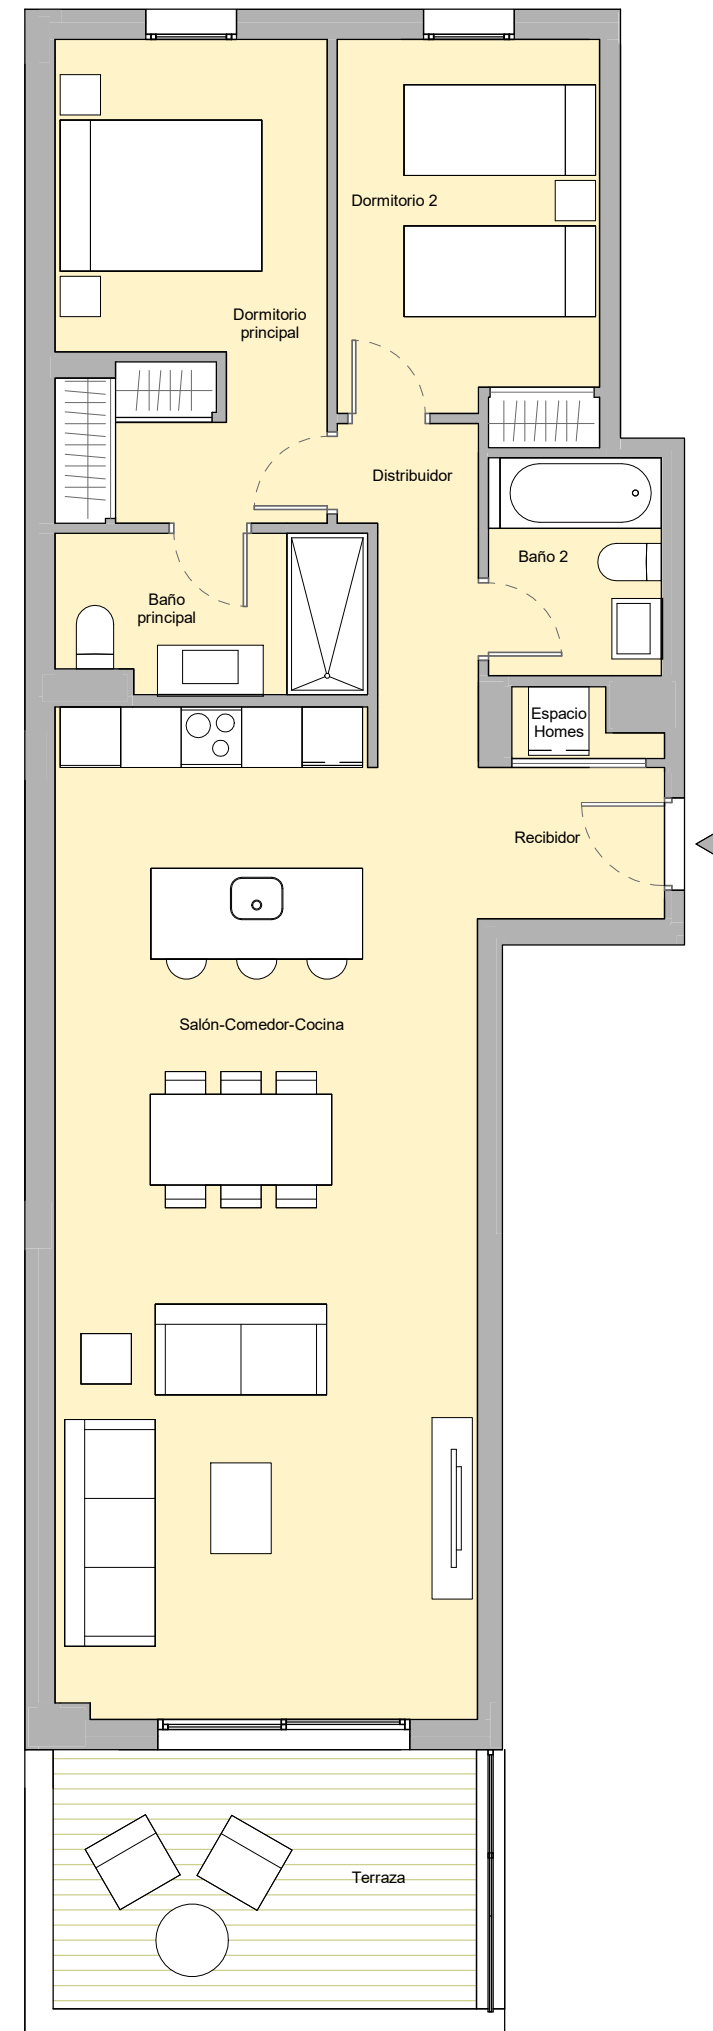 Dormitorio 2
Dormitorio
principal
Distribuidor
Baño 2
Baño
principal
Espacio
Homes
Recibidor
Salón-Comedor-Cocina
Terraza